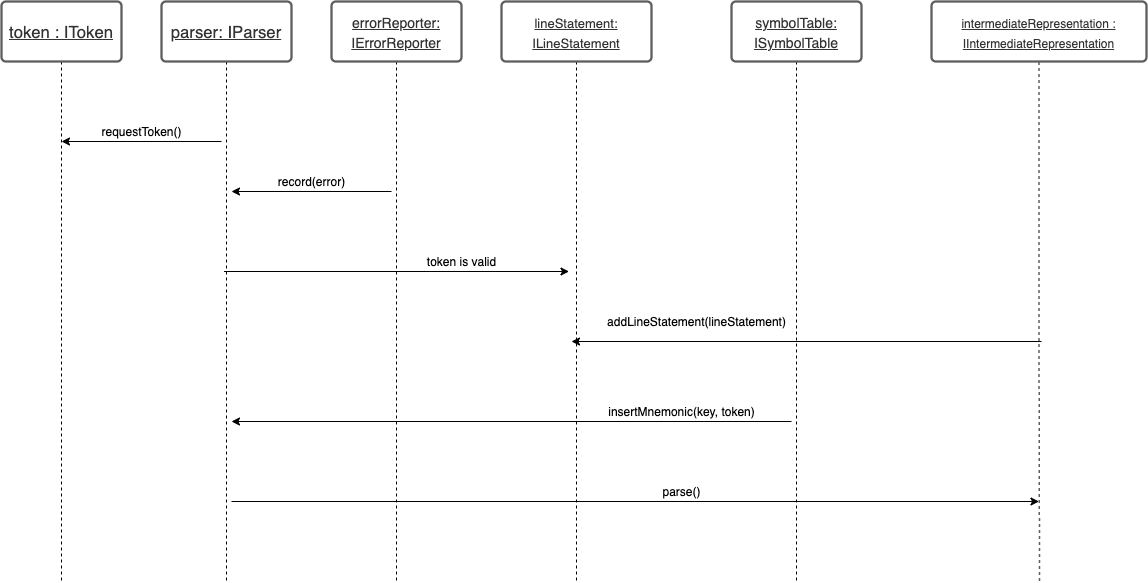 token : IToken
parser: IParser
errorReporter:
IErrorReporter
lineStatement:
ILineStatement
symbolTable:
ISymbolTable
intermediateRepresentation :
IIntermediateRepresentation
requestToken()
record(error)
token is valid
addLineStatement(lineStatement)
insertMnemonic(key, token)
parse()